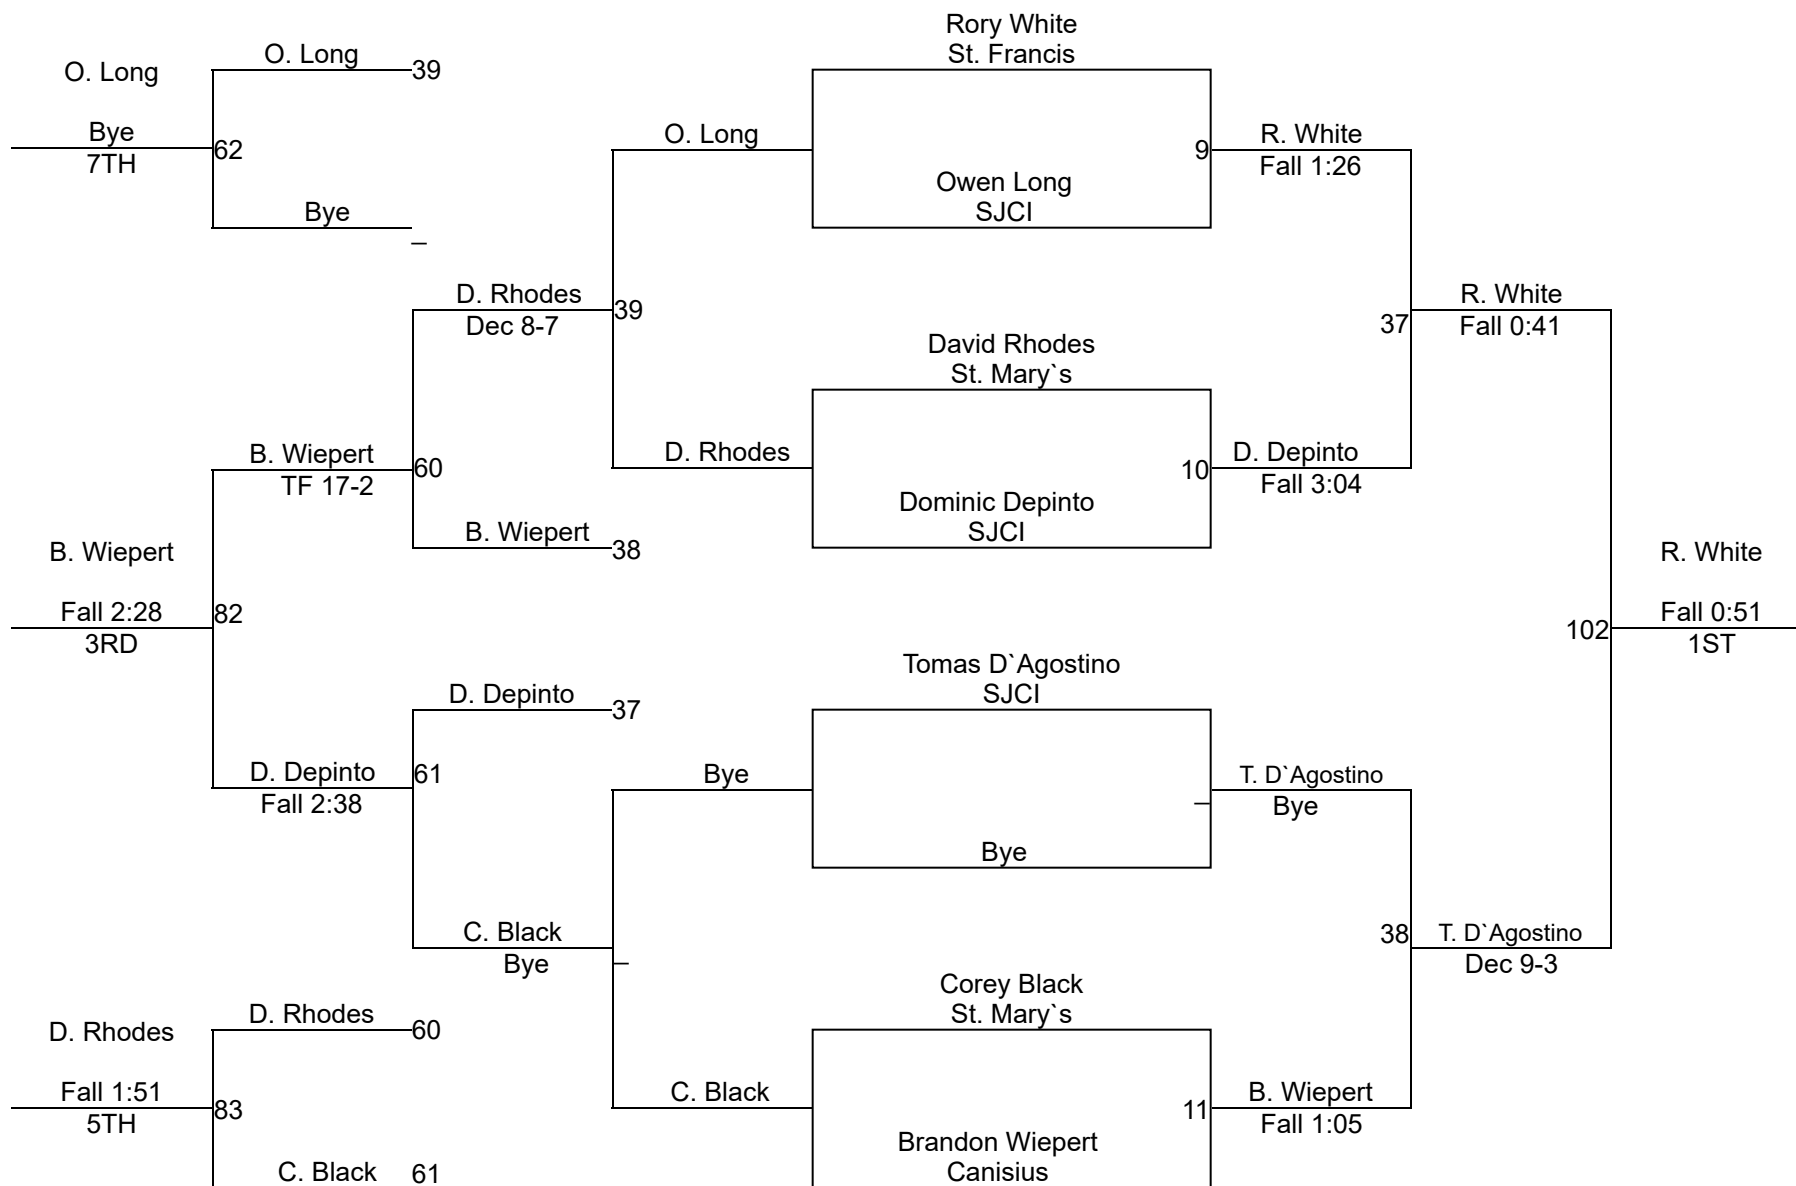 Rory White
O. Long
St. Francis
O. Long
39
Bye
O. Long
R. White
7TH
62
9
Fall 1:26
Owen Long
Bye
SJCI
_
D. Rhodes
R. White
39
Dec 8-7
37
Fall 0:41
David Rhodes
St. Mary`s
B. Wiepert
D. Rhodes
D. Depinto
60
10
TF 17-2
Fall 3:04
Dominic Depinto
B. Wiepert
SJCI
38
B. Wiepert
R. White
Fall 2:28
82
Fall 0:51
3RD
102
1ST
Tomas D`Agostino
D. Depinto
SJCI
37
D. Depinto
61
Bye
T. D`Agostino
Fall 2:38
_
Bye
Bye
C. Black
38
T. D`Agostino
Bye
_
Dec 9-3
Corey Black
D. Rhodes
St. Mary`s
D. Rhodes
60
Fall 1:51
C. Black
B. Wiepert
5TH
83
11
Fall 1:05
Brandon Wiepert
C. Black
61
Canisius